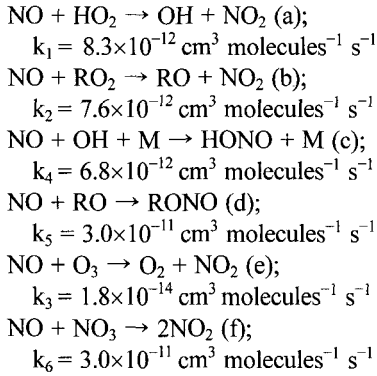 NO + HO₂ → OH + NO₂ (a);
k₁ = 8.3×10⁻¹² cm³ molecules⁻¹ s⁻¹
NO + RO₂ → RO + NO₂ (b);
k₂ = 7.6×10⁻¹² cm³ molecules⁻¹ s⁻¹
NO + OH + M → HONO + M (c);
k₄ = 6.8×10⁻¹² cm³ molecules⁻¹ s⁻¹
NO + RO → RONO (d);
k₅ = 3.0×10⁻¹¹ cm³ molecules⁻¹ s⁻¹
NO + O₃ → O₂ + NO₂ (e);
k₃ = 1.8×10⁻¹⁴ cm³ molecules⁻¹ s⁻¹
NO + NO₃ → 2NO₂ (f);
k₆ = 3.0×10⁻¹¹ cm³ molecules⁻¹ s⁻¹